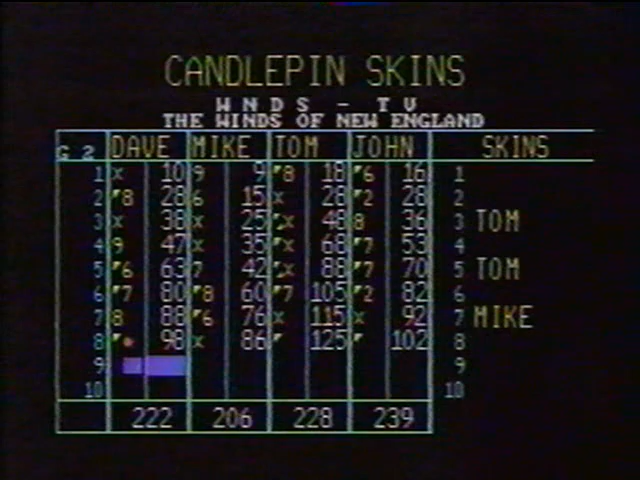 CANDLEPIN SKINS
WNDS - TV
THE WINDS OF NEW ENGLAND
G 2 DAVE MIKE TOM JOHN SKINS
1 x 10 9 9 8 18 6 16 1
2 8 28 6 15 x 28 2 28 2
3 x 38 x 25 x 48 8 36 3 TOM
4 9 47 x 35 x 68 7 53 4
5 6 63 7 42 x 88 7 70 5 TOM
6 7 80 8 60 7 105 2 82 6
7 8 88 6 76 x 115 x 92 7 MIKE
8 98 x 86 125 102 8
9 9
10 10
222 206 228 239